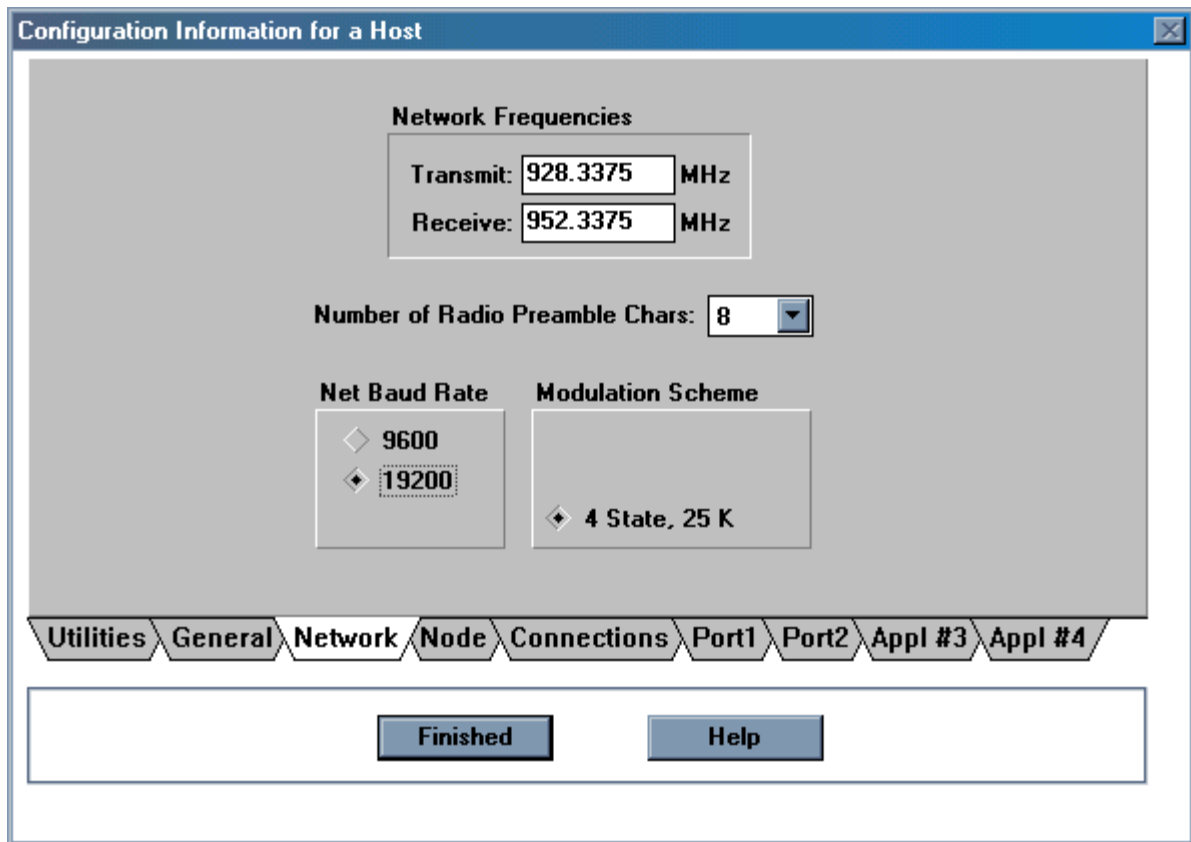 Configuration Information for a Host
Network Frequencies
Transmit: 928.3375 MHz
Receive: 952.3375 MHz
Number of Radio Preamble Chars: 8
Net Baud Rate
9600
19200
Modulation Scheme
4 State, 25 K
Utilities General Network Node Connections Port1 Port2 Appl #3 Appl #4
Finished Help